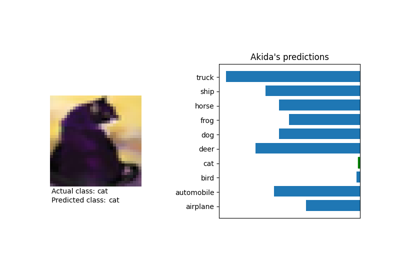 Akida's predictions
truck
ship
horse
frog
dog
deer
cat
bird
automobile
airplane
Actual class: cat
Predicted class: cat